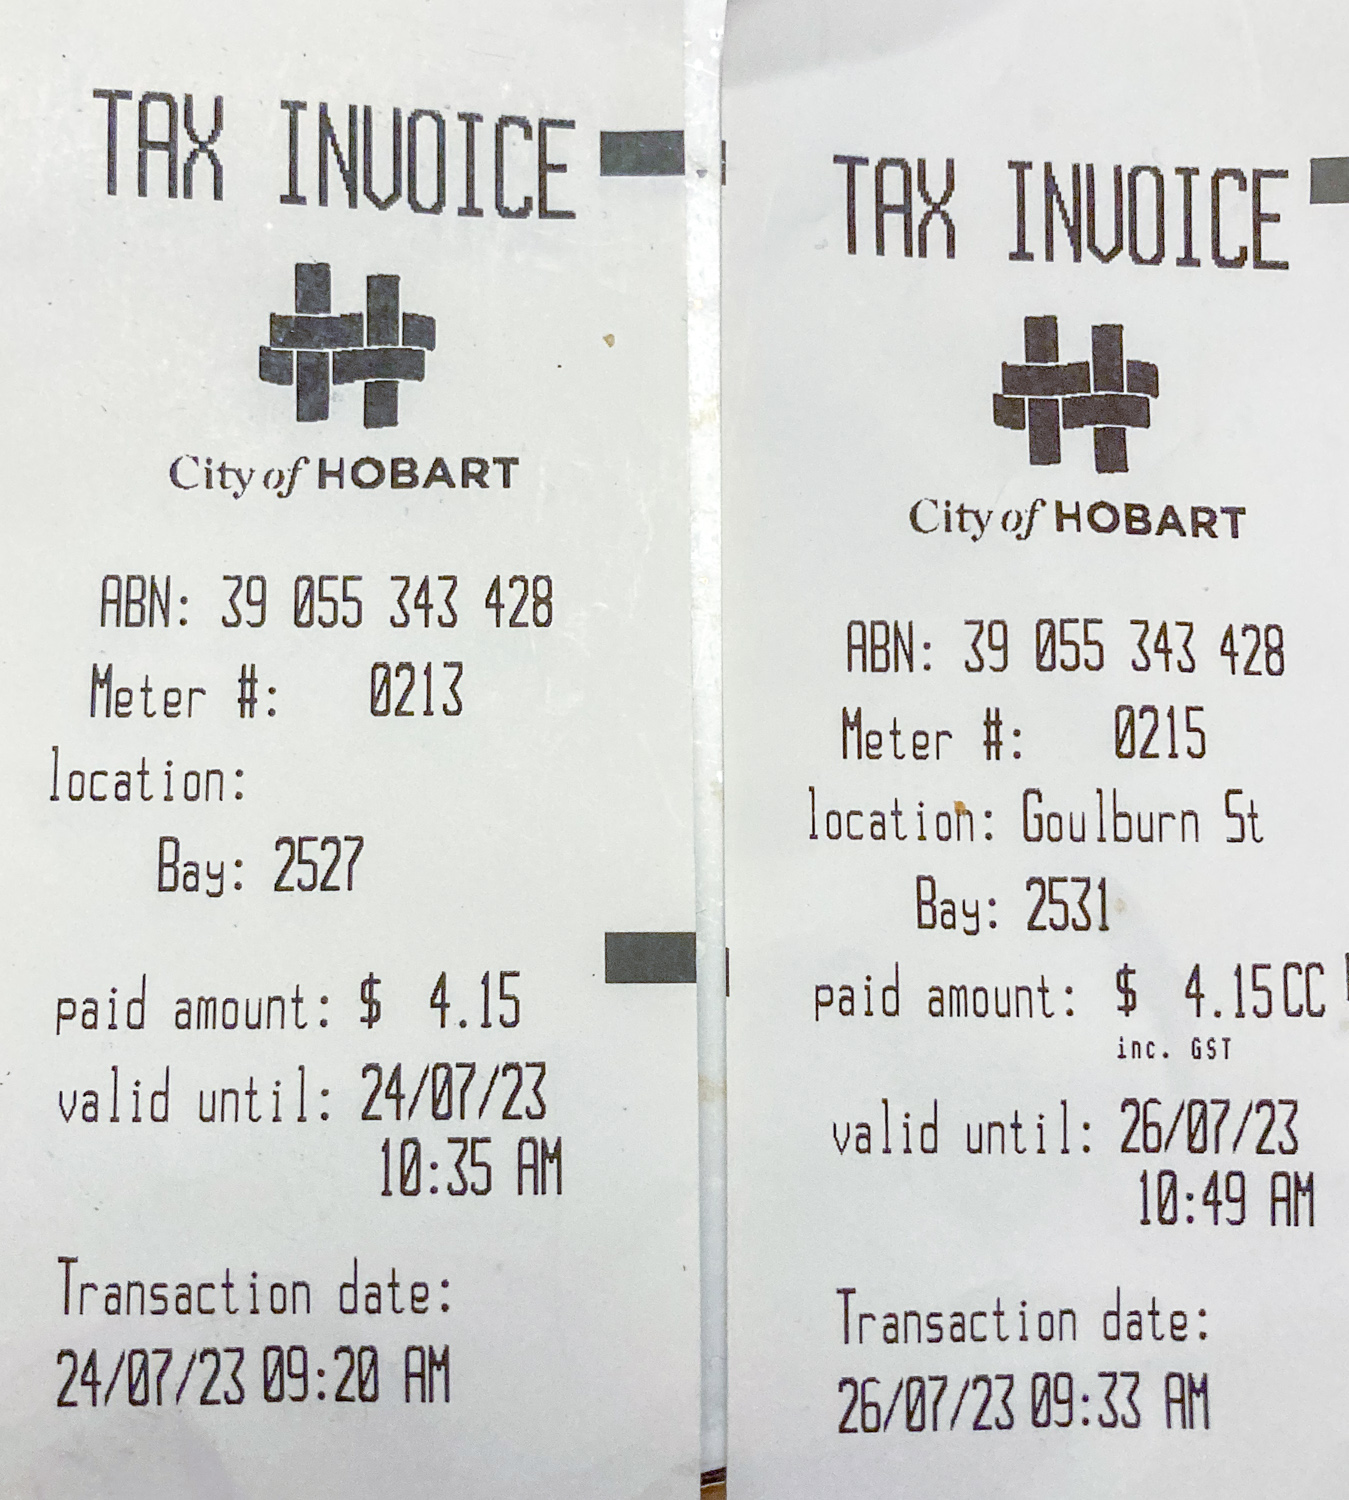 TAX INVOICE
City of HOBART
ABN: 39 055 343 428
Meter #: 0213
location:
Bay: 2527
paid amount: $ 4.15
valid until: 24/07/23
10:35 AM
Transaction date:
24/07/23 09:20 AM
TAX INVOICE
City of HOBART
ABN: 39 055 343 428
Meter #: 0215
location: Goulburn St
Bay: 2531
paid amount: $ 4.15CC
inc. GST
valid until: 26/07/23
10:49 AM
Transaction date:
26/07/23 09:33 AM